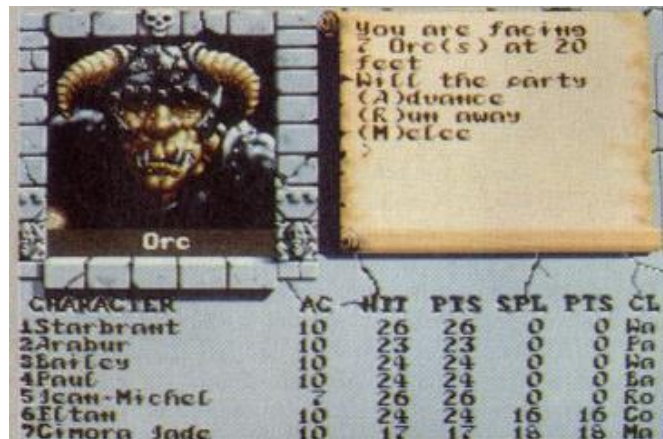 You are facing
7 Orc(s) at 20
feet
Will the party
(A)dvance
(R)un away
(M)elee
>
Orc
CHARACTER AC HIT PTS SPL PTS CL
1Starbrant 10 26 26 0 0 Wa
2Arabur 10 23 23 0 0 Pa
3Bailey 10 24 24 0 0 Wa
4Paul 10 24 24 0 0 Ba
5Jean-Michel 7 26 26 0 0 Ro
6Eltan 10 24 24 16 16 Co
7Cimora Jade 10 17 17 18 18 Ma